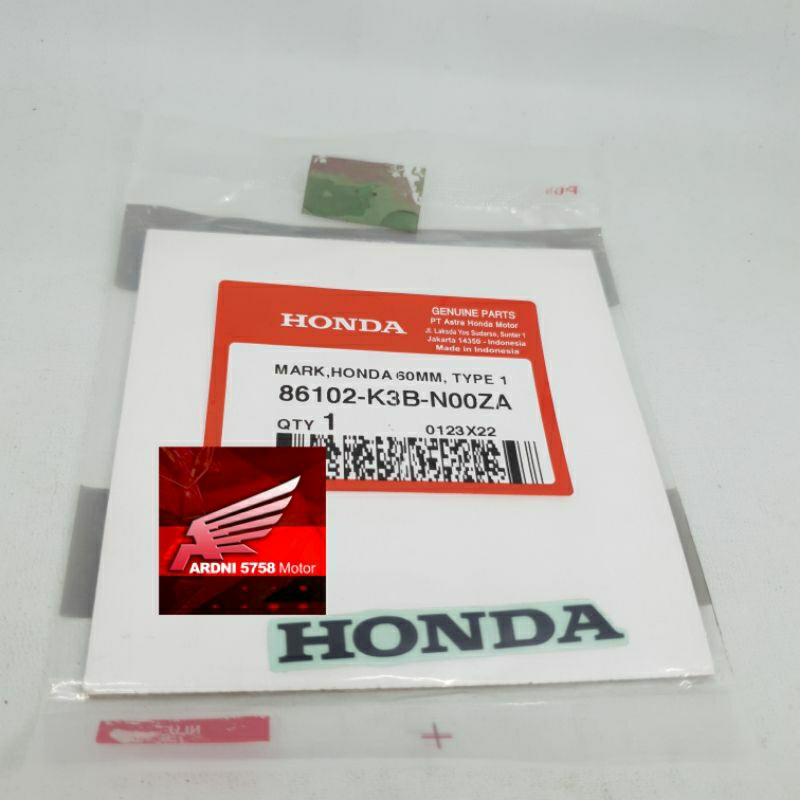 HONDA
GENUINE PARTS
PT Astra Honda Motor
Jl. Laksda Yos Sudarso, Sunter 1
Jakarta 14350 - Indonesia
Made in Indonesia
MARK,HONDA 60MM, TYPE 1
86102-K3B-N00ZA
QTY 1
0123X22
ARDNI 5758 Motor
HONDA